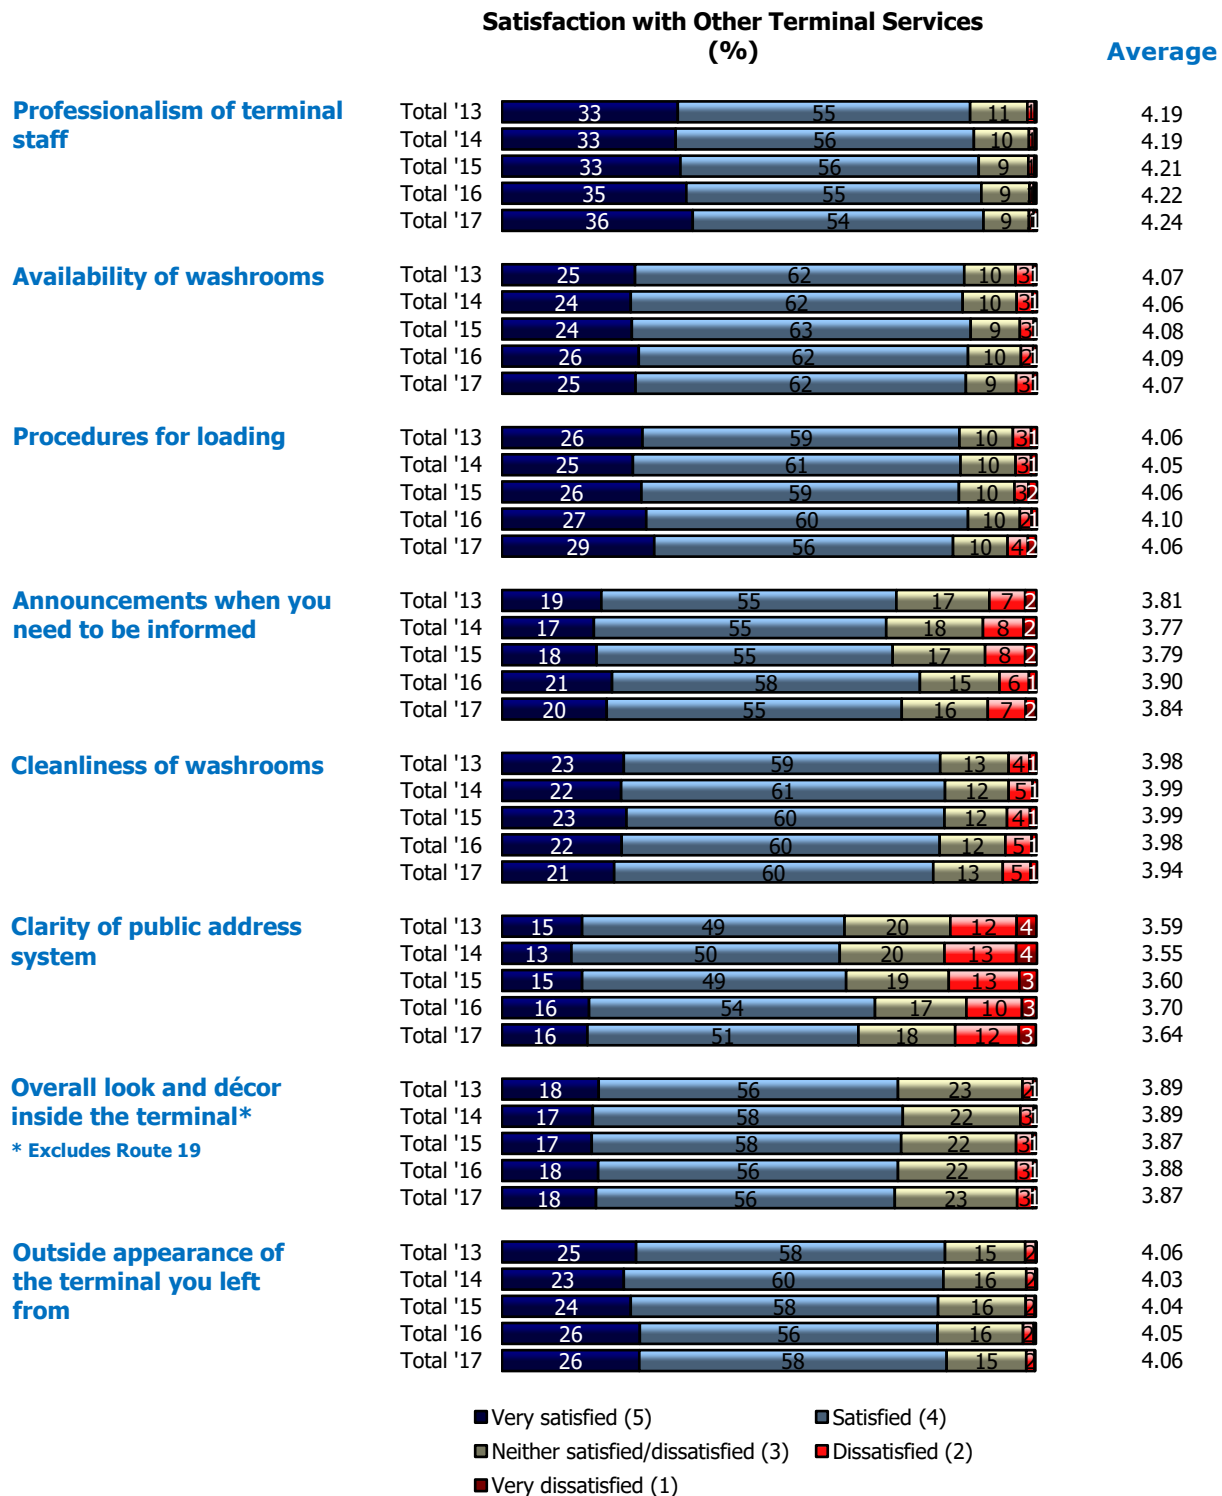 Satisfaction with Other Terminal Services
(%)
Average
Professionalism of terminal
staff
Total '13 33 55 11 1 4.19
Total '14 33 56 10 1 4.19
Total '15 33 56 9 1 4.21
Total '16 35 55 9 1 4.22
Total '17 36 54 9 1 4.24
Availability of washrooms
Total '13 25 62 10 3 1 4.07
Total '14 24 62 10 3 1 4.06
Total '15 24 63 9 3 1 4.08
Total '16 26 62 10 2 1 4.09
Total '17 25 62 9 3 1 4.07
Procedures for loading
Total '13 26 59 10 3 1 4.06
Total '14 25 61 10 3 1 4.05
Total '15 26 59 10 3 2 4.06
Total '16 27 60 10 2 1 4.10
Total '17 29 56 10 4 2 4.06
Announcements when you
need to be informed
Total '13 19 55 17 7 2 3.81
Total '14 17 55 18 8 2 3.77
Total '15 18 55 17 8 2 3.79
Total '16 21 58 15 6 1 3.90
Total '17 20 55 16 7 2 3.84
Cleanliness of washrooms
Total '13 23 59 13 4 1 3.98
Total '14 22 61 12 5 1 3.99
Total '15 23 60 12 4 1 3.99
Total '16 22 60 12 5 1 3.98
Total '17 21 60 13 5 1 3.94
Clarity of public address
system
Total '13 15 49 20 12 4 3.59
Total '14 13 50 20 13 4 3.55
Total '15 15 49 19 13 3 3.60
Total '16 16 54 17 10 3 3.70
Total '17 16 51 18 12 3 3.64
Overall look and décor
inside the terminal*
* Excludes Route 19
Total '13 18 56 23 2 1 3.89
Total '14 17 58 22 3 1 3.89
Total '15 17 58 22 3 1 3.87
Total '16 18 56 22 3 1 3.88
Total '17 18 56 23 3 1 3.87
Outside appearance of
the terminal you left
from
Total '13 25 58 15 2 4.06
Total '14 23 60 16 2 4.03
Total '15 24 58 16 2 4.04
Total '16 26 56 16 2 4.05
Total '17 26 58 15 2 4.06
Very satisfied (5) Satisfied (4)
Neither satisfied/dissatisfied (3) Dissatisfied (2)
Very dissatisfied (1)